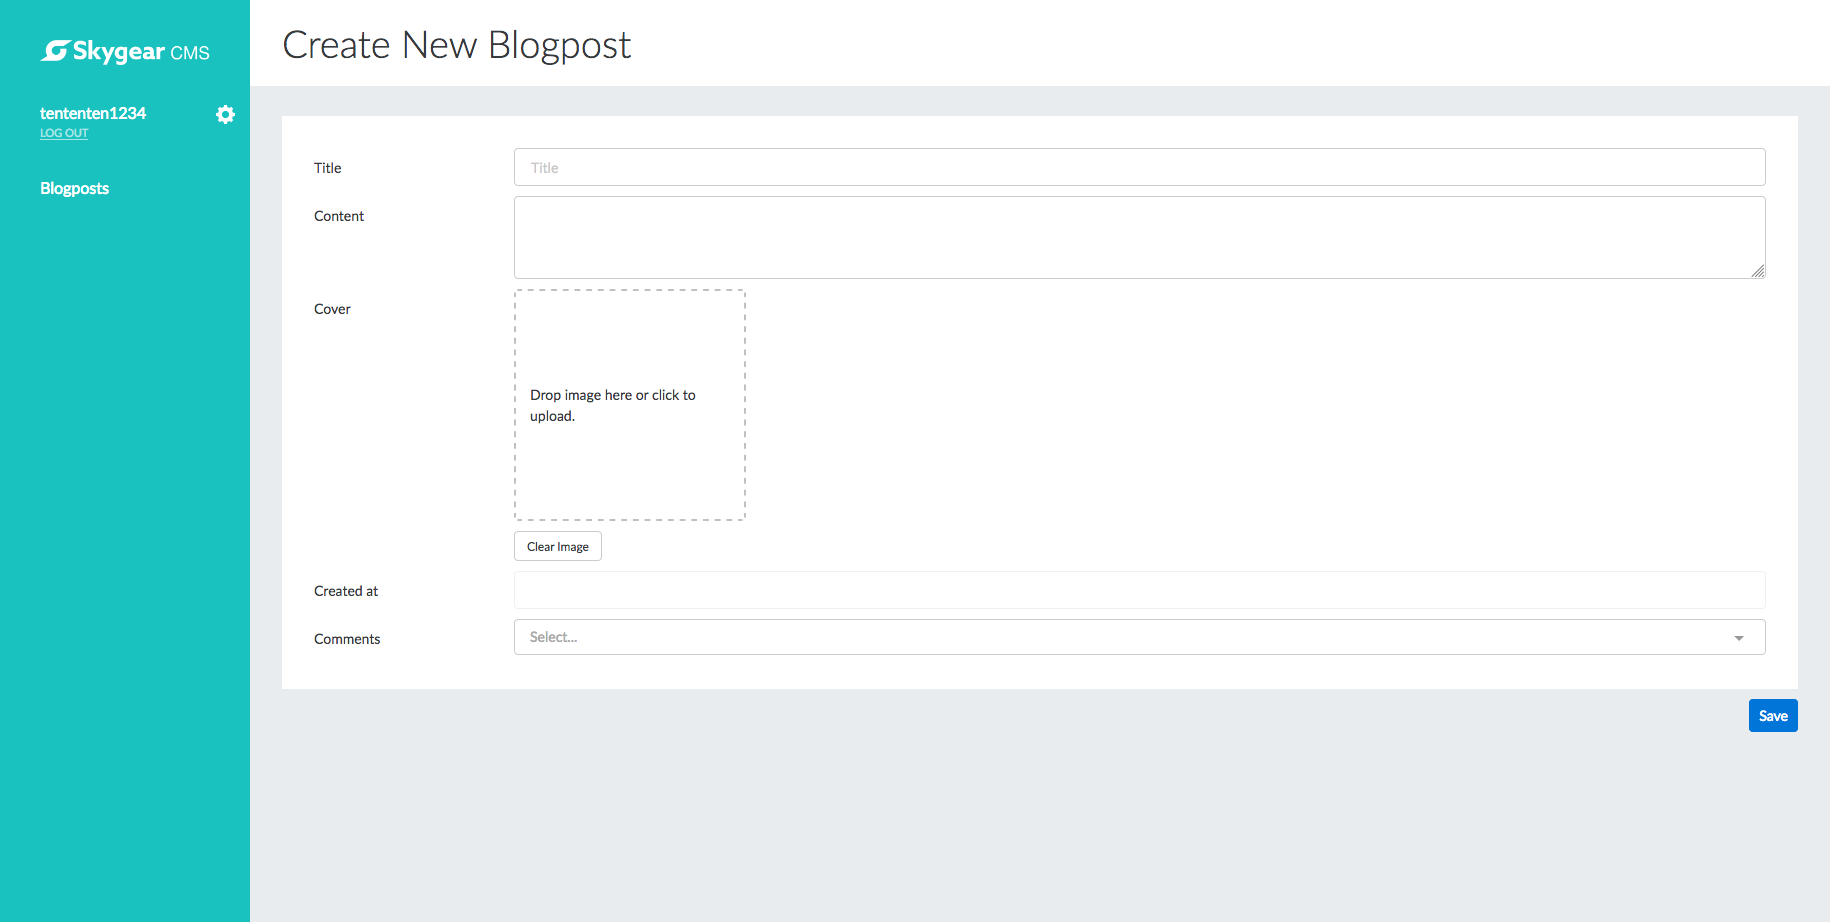 Skygear CMS
tententen1234
LOG OUT
Blogposts
Create New Blogpost
Title
Title
Content
Cover
Drop image here or click to
upload.
Clear Image
Created at
Comments
Select...
Save